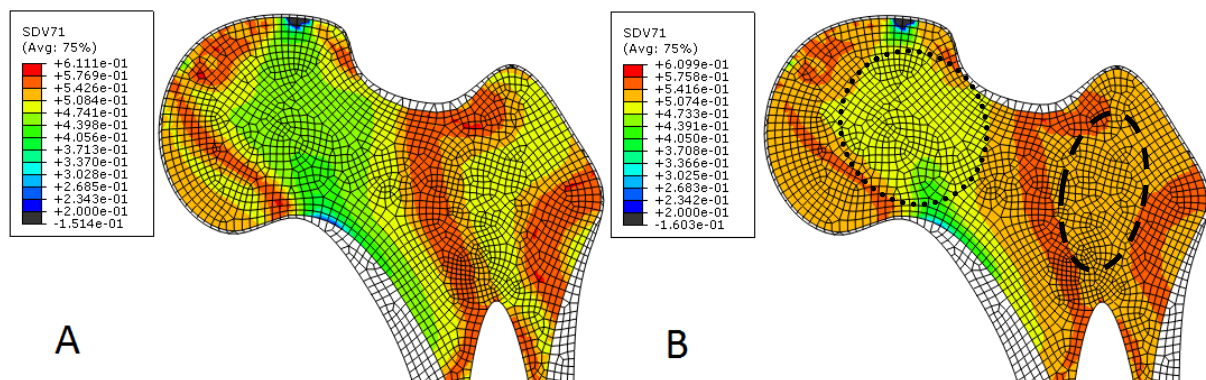 SDV71
(Avg: 75%)
+6.111e-01
+5.769e-01
+5.426e-01
+5.084e-01
+4.741e-01
+4.398e-01
+4.056e-01
+3.713e-01
+3.370e-01
+3.028e-01
+2.685e-01
+2.343e-01
+2.000e-01
-1.514e-01
A
SDV71
(Avg: 75%)
+6.099e-01
+5.758e-01
+5.416e-01
+5.074e-01
+4.733e-01
+4.391e-01
+4.050e-01
+3.708e-01
+3.366e-01
+3.025e-01
+2.683e-01
+2.342e-01
+2.000e-01
-1.603e-01
B